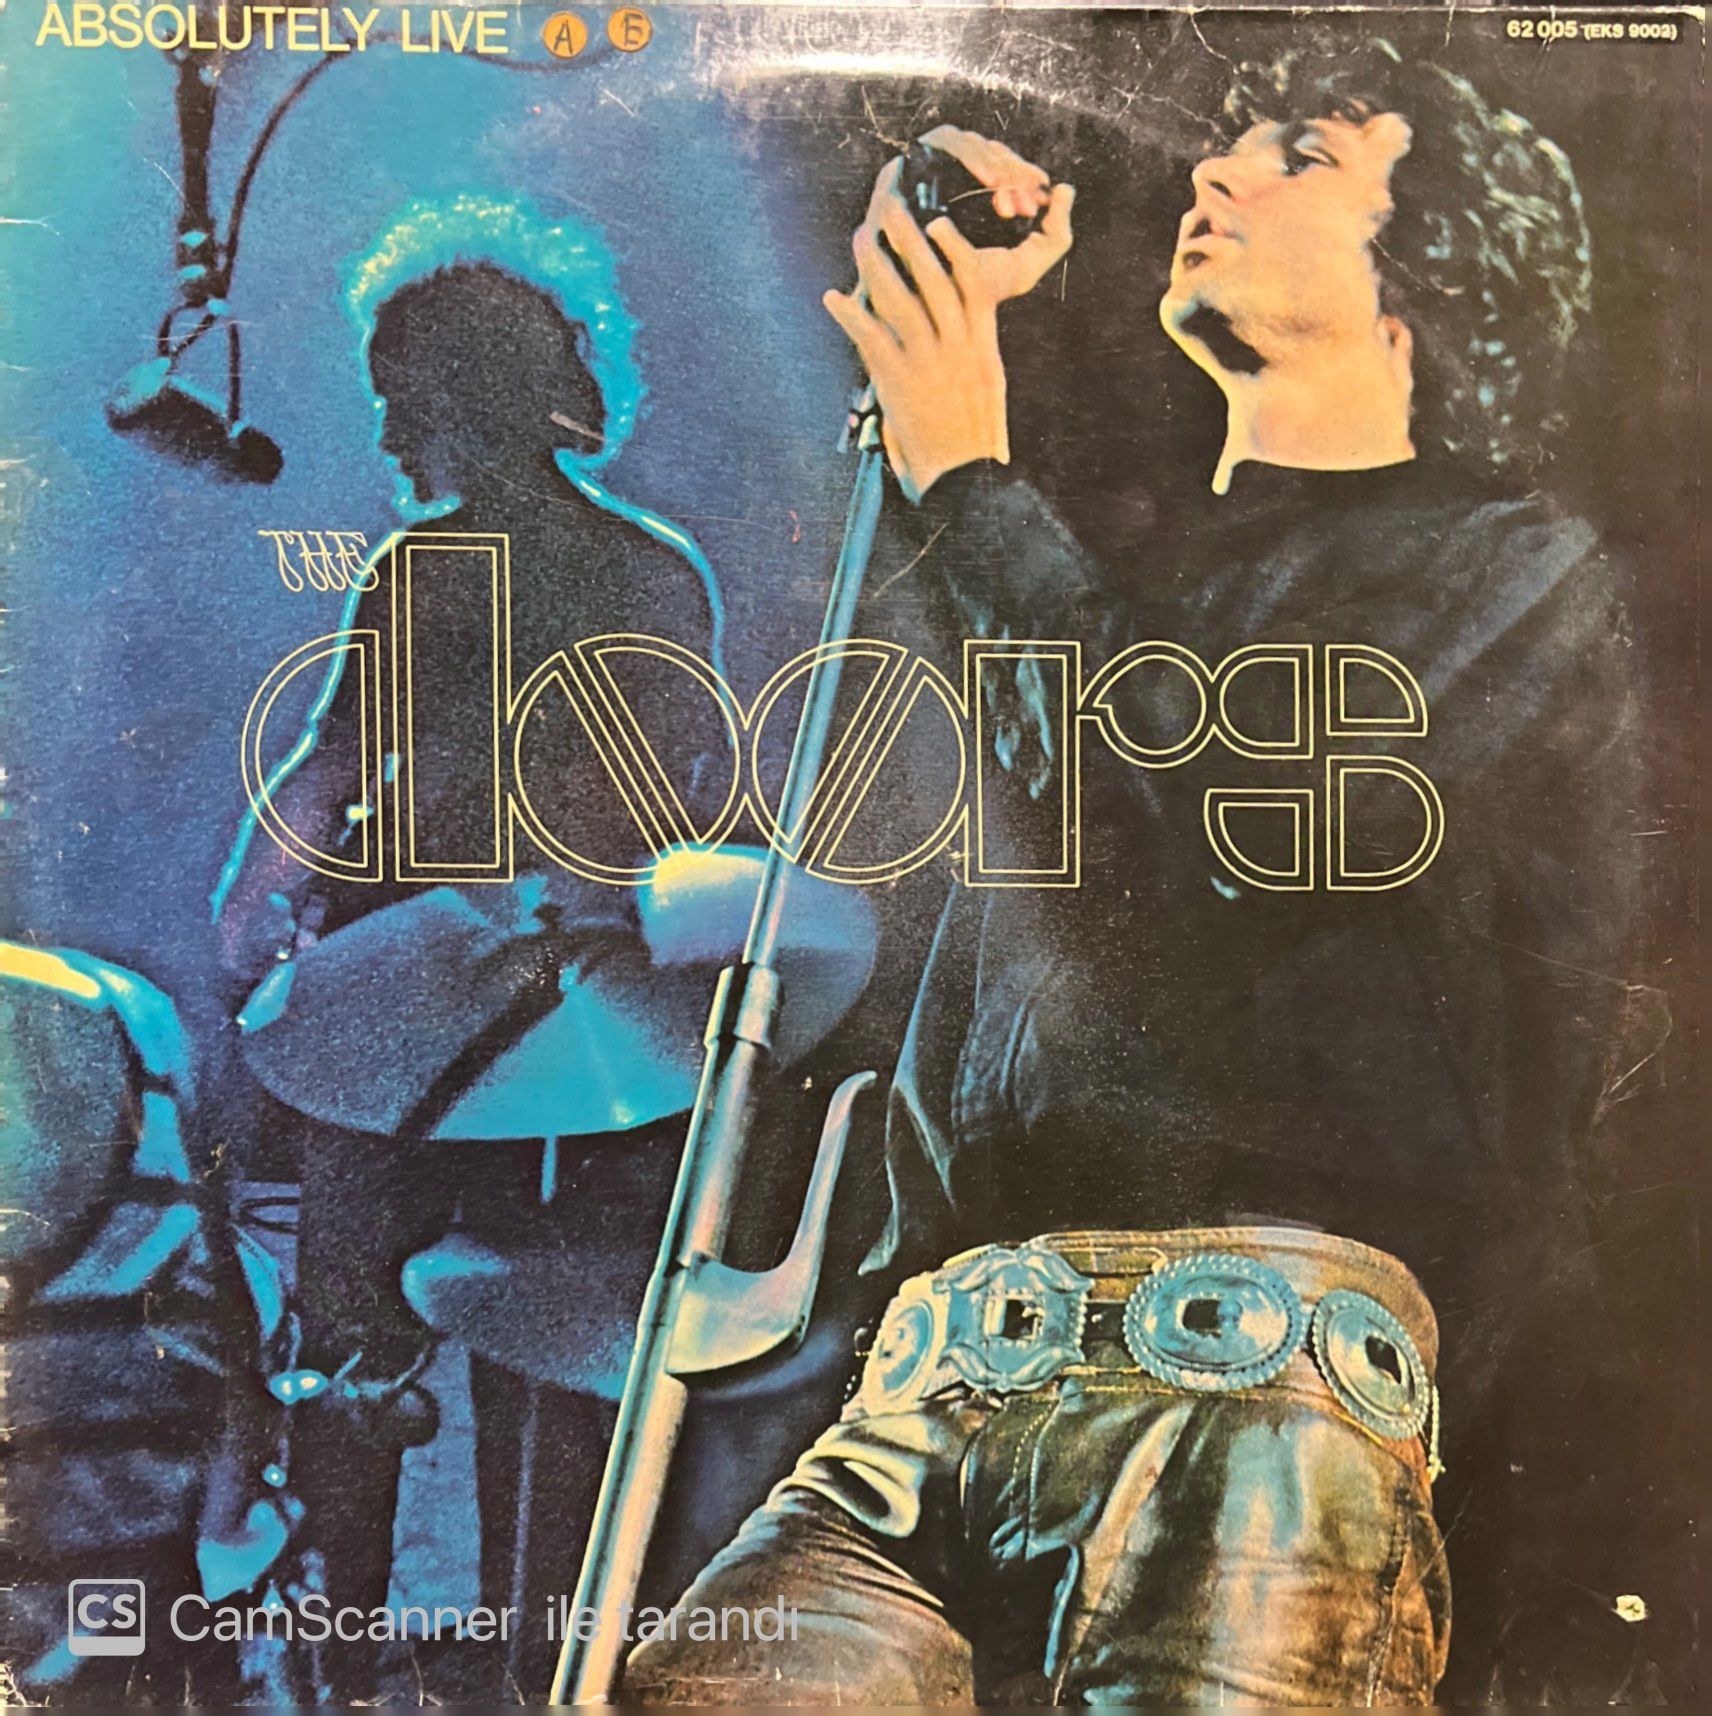 ABSOLUTELY LIVE A E
62 005 (EKS 9002)
THE
doors
CS CamScanner ile tarandı